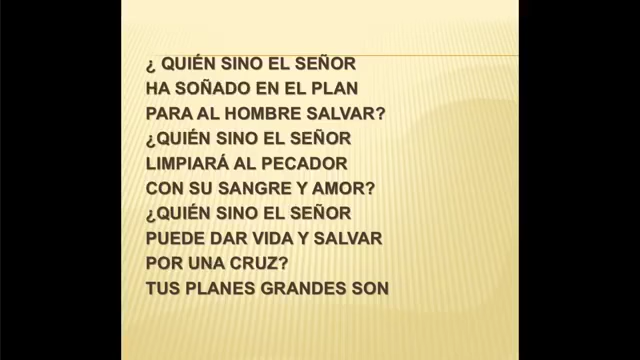 ¿ QUIÉN SINO EL SEÑOR
HA SOÑADO EN EL PLAN
PARA AL HOMBRE SALVAR?
¿QUIÉN SINO EL SEÑOR
LIMPIARÁ AL PECADOR
CON SU SANGRE Y AMOR?
¿QUIÉN SINO EL SEÑOR
PUEDE DAR VIDA Y SALVAR
POR UNA CRUZ?
TUS PLANES GRANDES SON